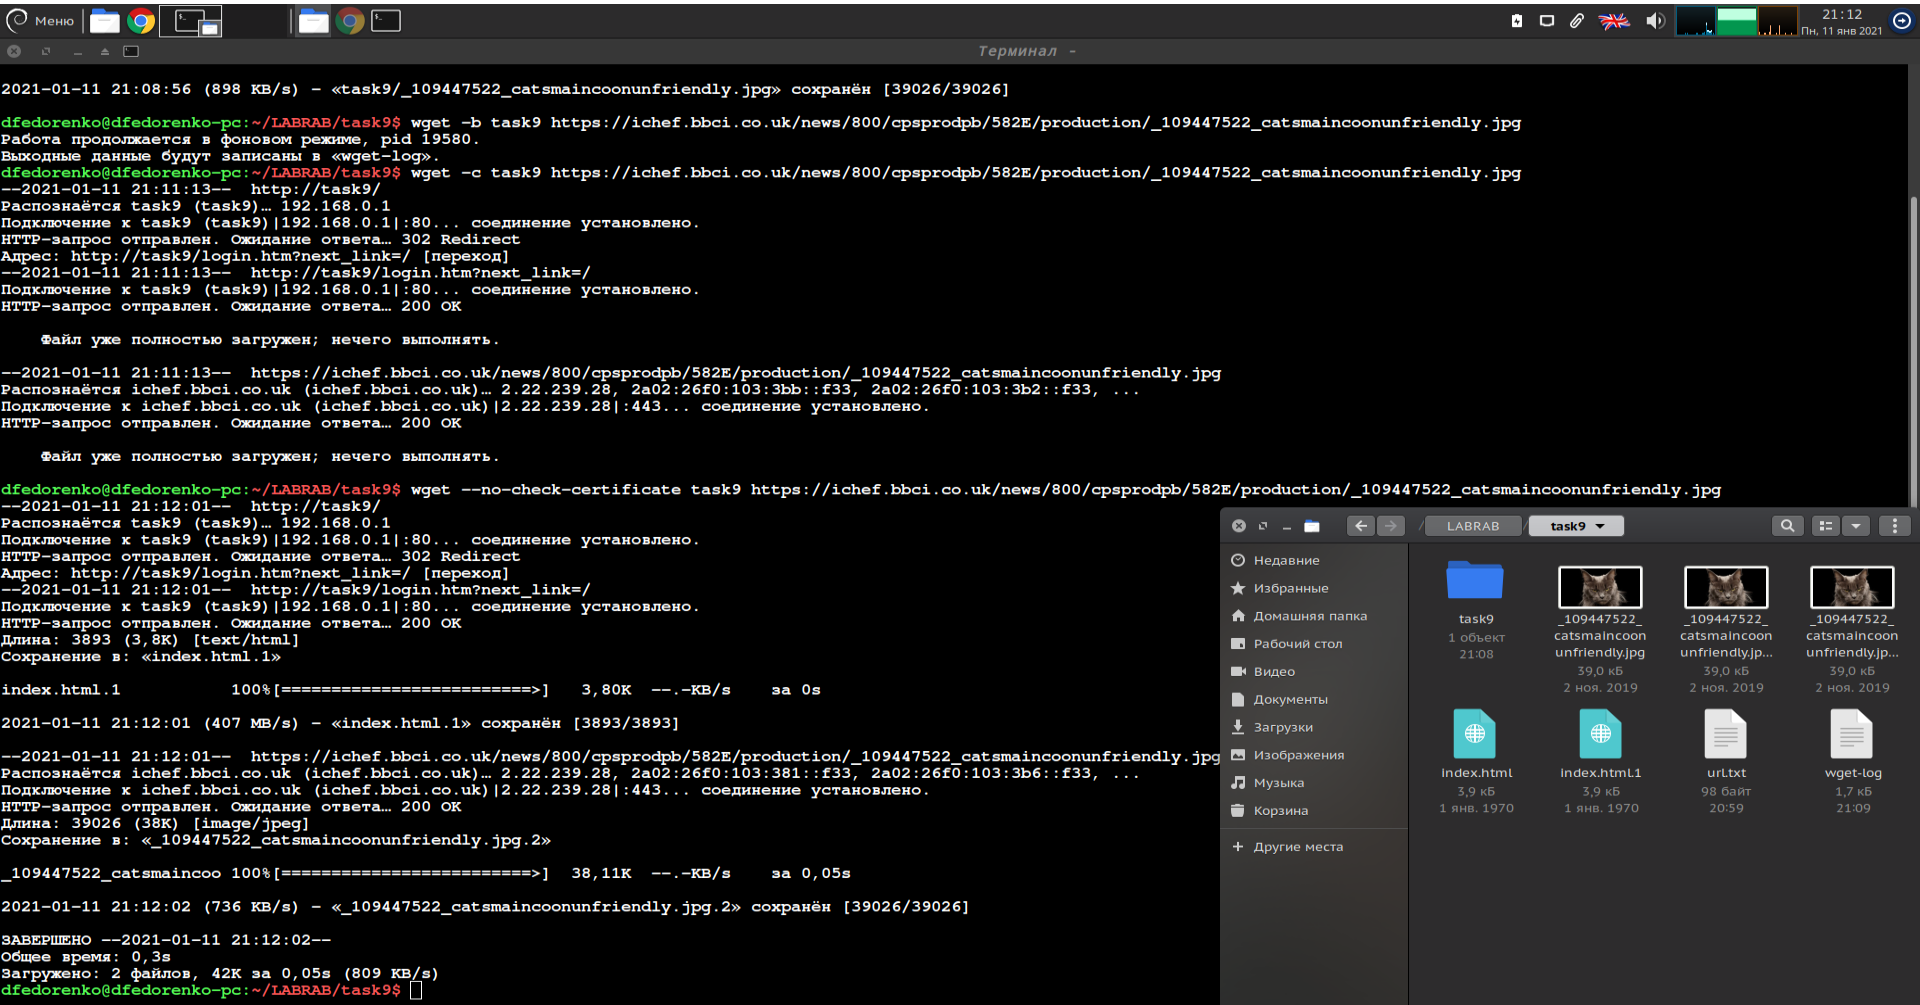 Меню
21:12
Пн, 11 янв 2021
Терминал -
2021-01-11 21:08:56 (898 KB/s) - «task9/_109447522_catsmaincoonunfriendly.jpg» сохранён [39026/39026]
dfedorenko@dfedorenko-pc:~/LABRAB/task9$ wget -b task9 https://ichef.bbci.co.uk/news/800/cpsprodpb/582E/production/_109447522_catsmaincoonunfriendly.jpg
Работа продолжается в фоновом режиме, pid 19580.
Выходные данные будут записаны в «wget-log».
dfedorenko@dfedorenko-pc:~/LABRAB/task9$ wget -c task9 https://ichef.bbci.co.uk/news/800/cpsprodpb/582E/production/_109447522_catsmaincoonunfriendly.jpg
--2021-01-11 21:11:13--  http://task9/
Распознаётся task9 (task9)… 192.168.0.1
Подключение к task9 (task9)|192.168.0.1|:80... соединение установлено.
HTTP-запрос отправлен. Ожидание ответа… 302 Redirect
Адрес: http://task9/login.htm?next_link=/ [переход]
--2021-01-11 21:11:13--  http://task9/login.htm?next_link=/
Подключение к task9 (task9)|192.168.0.1|:80... соединение установлено.
HTTP-запрос отправлен. Ожидание ответа… 200 OK
Файл уже полностью загружен; нечего выполнять.
--2021-01-11 21:11:13--  https://ichef.bbci.co.uk/news/800/cpsprodpb/582E/production/_109447522_catsmaincoonunfriendly.jpg
Распознаётся ichef.bbci.co.uk (ichef.bbci.co.uk)… 2.22.239.28, 2a02:26f0:103:3bb::f33, 2a02:26f0:103:3b2::f33, ...
Подключение к ichef.bbci.co.uk (ichef.bbci.co.uk)|2.22.239.28|:443... соединение установлено.
HTTP-запрос отправлен. Ожидание ответа… 200 OK
Файл уже полностью загружен; нечего выполнять.
dfedorenko@dfedorenko-pc:~/LABRAB/task9$ wget --no-check-certificate task9 https://ichef.bbci.co.uk/news/800/cpsprodpb/582E/production/_109447522_catsmaincoonunfriendly.jpg
--2021-01-11 21:12:01--  http://task9/
Распознаётся task9 (task9)… 192.168.0.1
Подключение к task9 (task9)|192.168.0.1|:80... соединение установлено.
HTTP-запрос отправлен. Ожидание ответа… 302 Redirect
Адрес: http://task9/login.htm?next_link=/ [переход]
--2021-01-11 21:12:01--  http://task9/login.htm?next_link=/
Подключение к task9 (task9)|192.168.0.1|:80... соединение установлено.
HTTP-запрос отправлен. Ожидание ответа… 200 OK
Длина: 3893 (3,8K) [text/html]
Сохранение в: «index.html.1»
index.html.1           100%[=========================>]   3,80K  --.-KB/s    за 0s
2021-01-11 21:12:01 (407 MB/s) - «index.html.1» сохранён [3893/3893]
--2021-01-11 21:12:01--  https://ichef.bbci.co.uk/news/800/cpsprodpb/582E/production/_109447522_catsmaincoonunfriendly.jpg
Распознаётся ichef.bbci.co.uk (ichef.bbci.co.uk)… 2.22.239.28, 2a02:26f0:103:381::f33, 2a02:26f0:103:3b6::f33, ...
Подключение к ichef.bbci.co.uk (ichef.bbci.co.uk)|2.22.239.28|:443... соединение установлено.
HTTP-запрос отправлен. Ожидание ответа… 200 OK
Длина: 39026 (38K) [image/jpeg]
Сохранение в: «_109447522_catsmaincoonunfriendly.jpg.2»
_109447522_catsmaincoo 100%[=========================>]  38,11K  --.-KB/s    за 0,05s
2021-01-11 21:12:02 (736 KB/s) - «_109447522_catsmaincoonunfriendly.jpg.2» сохранён [39026/39026]
ЗАВЕРШЕНО --2021-01-11 21:12:02--
Общее время: 0,3s
Загружено: 2 файлов, 42K за 0,05s (809 KB/s)
dfedorenko@dfedorenko-pc:~/LABRAB/task9$
/ LABRAB / task9
Недавние
Избранные
Домашняя папка
Рабочий стол
Видео
Документы
Загрузки
Изображения
Музыка
Корзина
+ Другие места
task9
1 объект
21:08
_109447522_
catsmaincoon
unfriendly.jpg
39,0 кБ
2 ноя. 2019
_109447522_
catsmaincoon
unfriendly.jp...
39,0 кБ
2 ноя. 2019
_109447522_
catsmaincoon
unfriendly.jp...
39,0 кБ
2 ноя. 2019
index.html
3,9 кБ
1 янв. 1970
index.html.1
3,9 кБ
1 янв. 1970
url.txt
98 байт
20:59
wget-log
1,7 кБ
21:09